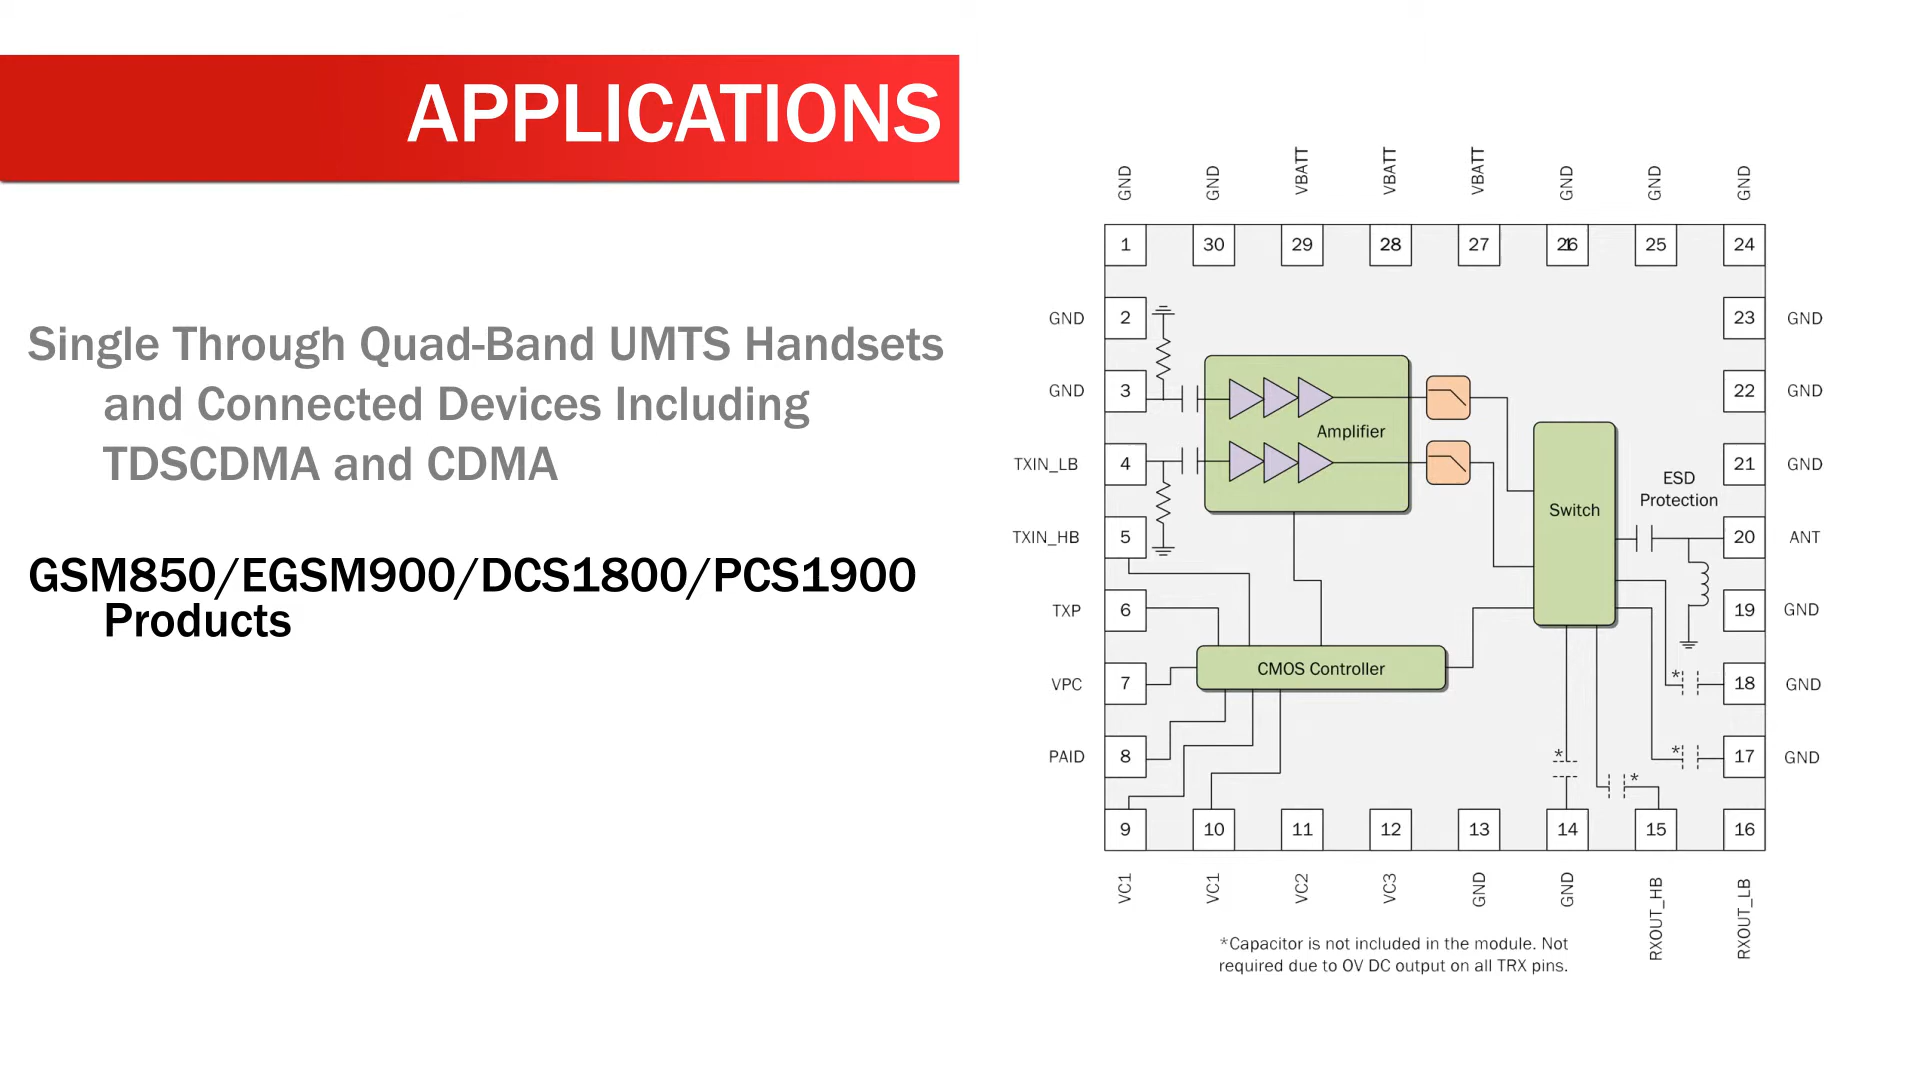 APPLICATIONS
Single Through Quad-Band UMTS Handsets
and Connected Devices Including
TDSCDMA and CDMA
GSM850/EGSM900/DCS1800/PCS1900
Products
GND GND VBATT VBATT VBATT GND GND GND
1 30 29 28 27 26 25 24
GND 2 23 GND
GND 3 22 GND
Amplifier
TXIN_LB 4 21 GND
ESD
Protection
Switch
TXIN_HB 5 20 ANT
TXP 6 19 GND
CMOS Controller
VPC 7 * 18 GND
PAID 8 * * 17 GND
*
9 10 11 12 13 14 15 16
VC1 VC1 VC2 VC3 GND GND RXOUT_HB RXOUT_LB
*Capacitor is not included in the module. Not
required due to 0V DC output on all TRX pins.